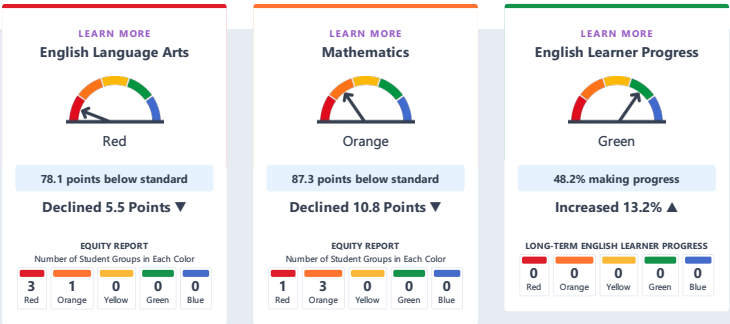 LEARN MORE
English Language Arts
Red
78.1 points below standard
Declined 5.5 Points ▼
EQUITY REPORT
Number of Student Groups in Each Color
3 1 0 0 0
Red Orange Yellow Green Blue
LEARN MORE
Mathematics
Orange
87.3 points below standard
Declined 10.8 Points ▼
EQUITY REPORT
Number of Student Groups in Each Color
1 3 0 0 0
Red Orange Yellow Green Blue
LEARN MORE
English Learner Progress
Green
48.2% making progress
Increased 13.2% ▲
LONG-TERM ENGLISH LEARNER PROGRESS
0 0 0 0 0
Red Orange Yellow Green Blue